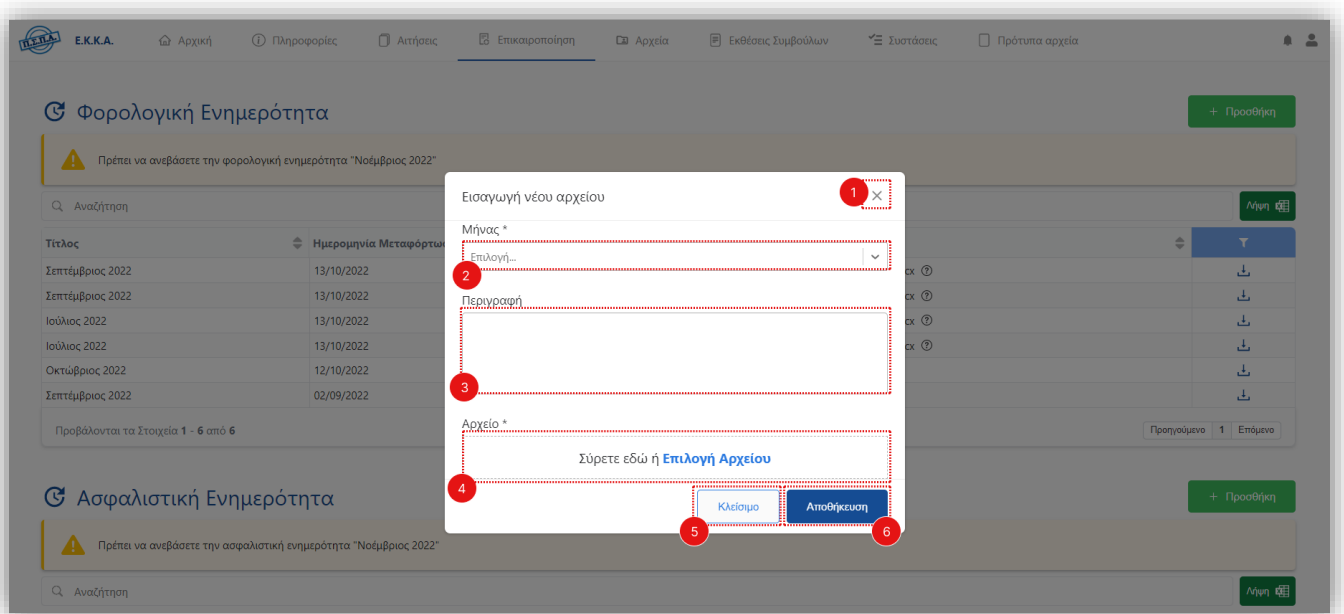 Π.Ε.Π.Α. Ε.Κ.Κ.Α. Αρχική Πληροφορίες Αιτήσεις Επικαιροποίηση Αρχεία Εκθέσεις Συμβούλων Συστάσεις Πρότυπα αρχεία
Φορολογική Ενημερότητα + Προσθήκη
Πρέπει να ανεβάσετε την φορολογική ενημερότητα "Νοέμβριος 2022"
Αναζήτηση Λήψη
Τίτλος Ημερομηνία Μεταφόρτω
Σεπτέμβριος 2022 13/10/2022 cx
Σεπτέμβριος 2022 13/10/2022 cx
Ιούλιος 2022 13/10/2022 cx
Ιούλιος 2022 13/10/2022 cx
Οκτώβριος 2022 12/10/2022
Σεπτέμβριος 2022 02/09/2022
Προβάλονται τα Στοιχεία 1 - 6 από 6 Προηγούμενο 1 Επόμενο
Εισαγωγή νέου αρχείου 1
Μήνας *
Επιλογή...
2
Περιγραφή
3
Αρχείο *
Σύρετε εδώ ή Επιλογή Αρχείου
4
Κλείσιμο Αποθήκευση
5 6
Ασφαλιστική Ενημερότητα + Προσθήκη
Πρέπει να ανεβάσετε την ασφαλιστική ενημερότητα "Νοέμβριος 2022"
Αναζήτηση Λήψη